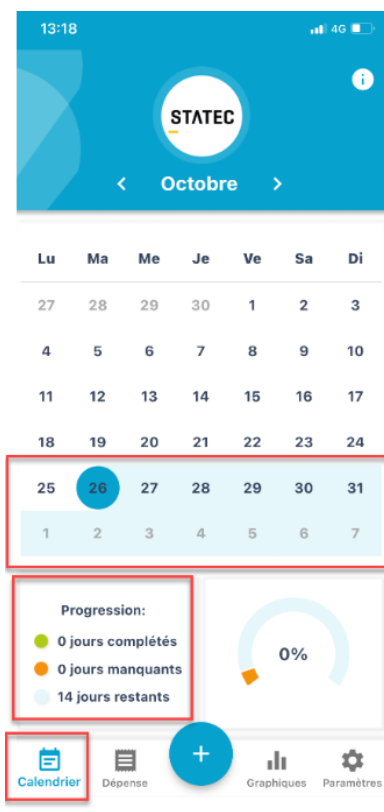 13:18 4G
STATEC
Octobre
Lu Ma Me Je Ve Sa Di
27 28 29 30 1 2 3
4 5 6 7 8 9 10
11 12 13 14 15 16 17
18 19 20 21 22 23 24
25 26 27 28 29 30 31
1 2 3 4 5 6 7
Progression:
0 jours complétés
0 jours manquants
14 jours restants
0%
+
Calendrier Dépense Graphiques Paramètres